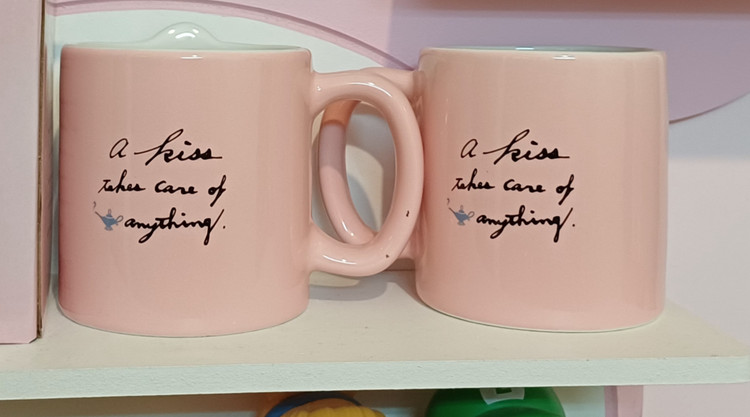 A kiss
takes care of
anything.
A kiss
takes care of
anything.